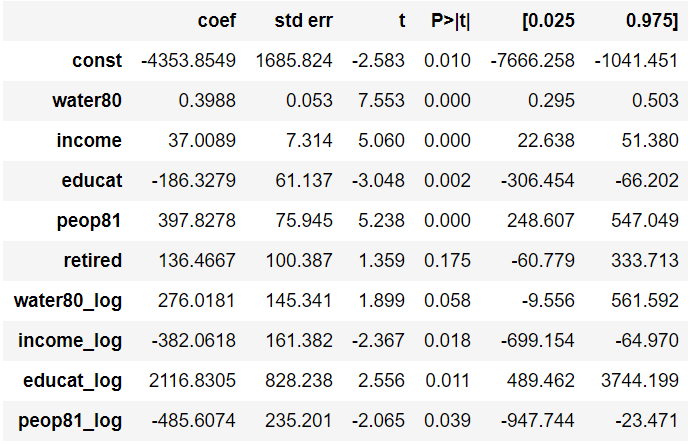 coef std err t P>|t| [0.025 0.975]
const -4353.8549 1685.824 -2.583 0.010 -7666.258 -1041.451
water80 0.3988 0.053 7.553 0.000 0.295 0.503
income 37.0089 7.314 5.060 0.000 22.638 51.380
educat -186.3279 61.137 -3.048 0.002 -306.454 -66.202
peop81 397.8278 75.945 5.238 0.000 248.607 547.049
retired 136.4667 100.387 1.359 0.175 -60.779 333.713
water80_log 276.0181 145.341 1.899 0.058 -9.556 561.592
income_log -382.0618 161.382 -2.367 0.018 -699.154 -64.970
educat_log 2116.8305 828.238 2.556 0.011 489.462 3744.199
peop81_log -485.6074 235.201 -2.065 0.039 -947.744 -23.471